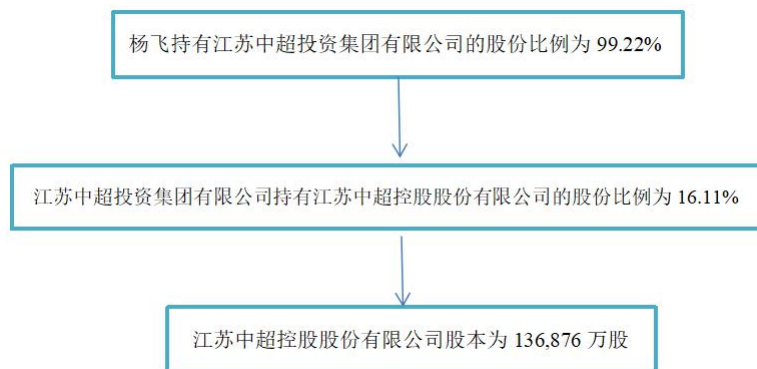 杨飞持有江苏中超投资集团有限公司的股份比例为 99.22%
江苏中超投资集团有限公司持有江苏中超控股股份有限公司的股份比例为 16.11%
江苏中超控股股份有限公司股本为 136,876 万股